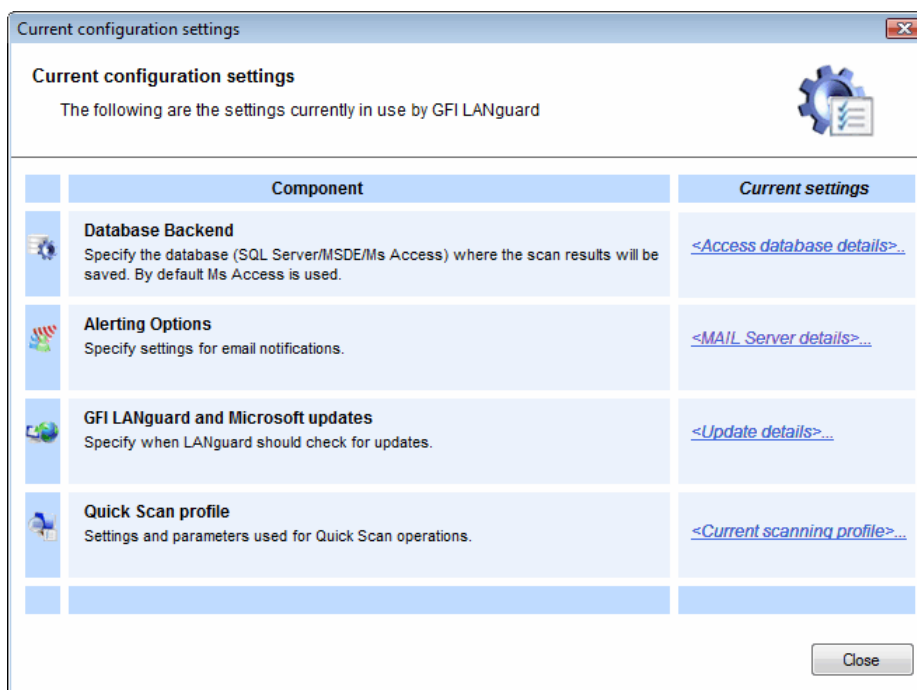 Current configuration settings
Current configuration settings
The following are the settings currently in use by GFI LANguard
Component
Current settings
Database Backend
Specify the database (SQL Server/MSDE/Ms Access) where the scan results will be
saved. By default Ms Access is used.
<Access database details>..
Alerting Options
Specify settings for email notifications.
<MAIL Server details>...
GFI LANguard and Microsoft updates
Specify when LANguard should check for updates.
<Update details>...
Quick Scan profile
Settings and parameters used for Quick Scan operations.
<Current scanning profile>...
Close